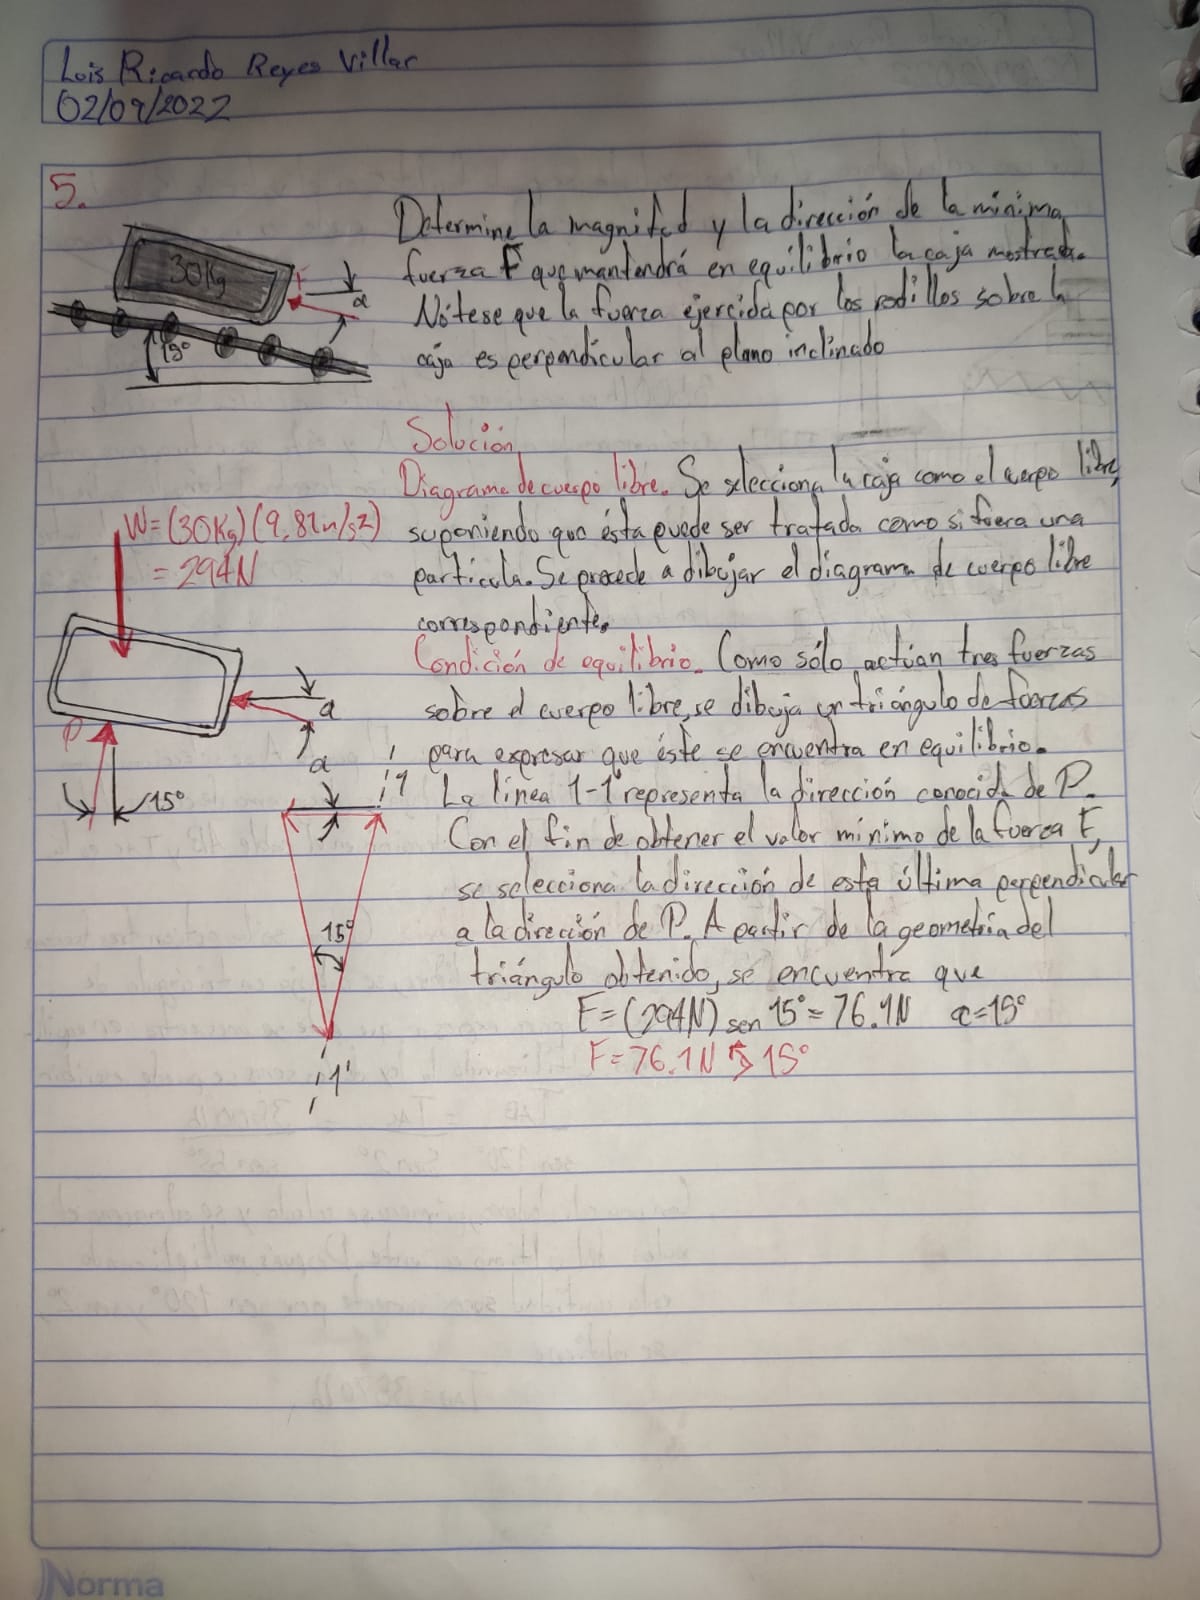 Luis Ricardo Reyes Villar
02/09/2022
5.
Determine la magnitud y la dirección de la mínima
fuerza F que mantendrá en equilibrio la caja mostrada.
Nótese que la fuerza ejercida por los rodillos sobre la
caja es perpendicular al plano inclinado
30Kg
F
a
15°
Solución
Diagrama de cuerpo libre. Se selecciona la caja como el cuerpo libre,
suponiendo que ésta puede ser tratada como si fuera una
partícula. Se procede a dibujar el diagrama de cuerpo libre
correspondiente.
W=(30Kg)(9,81m/s2)
=294N
Condición de equilibrio. Como sólo actúan tres fuerzas
sobre el cuerpo libre, se dibuja un triángulo de fuerzas
para expresar que éste se encuentra en equilibrio.
La línea 1-1' representa la dirección conocida de P.
Con el fin de obtener el valor mínimo de la fuerza F,
se selecciona la dirección de esta última perpendicular
a la dirección de P. A partir de la geometría del
triángulo obtenido, se encuentra que
F=(294N) sen 15°=76.1N a=15°
F=76.1N 15°
a
P
a
15°
1
15°
1'
Norma